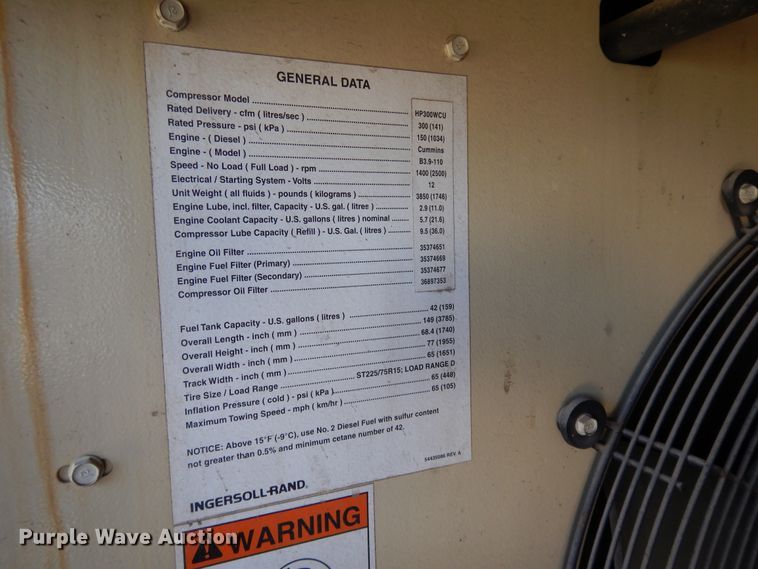 GENERAL DATA
Compressor Model HP300WCU
Rated Delivery - cfm ( litres/sec ) 300 (141)
Rated Pressure - psi ( kPa ) 150 (1034)
Engine - ( Diesel ) Cummins
Engine - ( Model ) B3.9-110
Speed - No Load ( Full Load ) - rpm 1400 (2500)
Electrical / Starting System - Volts 12
Unit Weight ( all fluids ) - pounds ( kilograms ) 3850 (1746)
Engine Lube, incl. filter, Capacity - U.S. gal. ( litres ) 2.9 (11.0)
Engine Coolant Capacity - U.S. gallons ( litres ) nominal 5.7 (21.6)
Compressor Lube Capacity ( Refill ) - U.S. Gal. ( litres ) 9.5 (36.0)
Engine Oil Filter 35374651
Engine Fuel Filter (Primary) 35374669
Engine Fuel Filter (Secondary) 35374677
Compressor Oil Filter 36897353
Fuel Tank Capacity - U.S. gallons ( litres ) 42 (159)
Overall Length - inch ( mm ) 149 (3785)
Overall Height - inch ( mm ) 68.4 (1740)
Overall Width - inch ( mm ) 77 (1955)
Track Width - inch ( mm ) 65 (1651)
Tire Size / Load Range ST225/75R15; LOAD RANGE D
Inflation Pressure ( cold ) - psi ( kPa ) 65 (448)
Maximum Towing Speed - mph ( km/hr ) 65 (105)
NOTICE: Above 15°F (-9°C), use No. 2 Diesel Fuel with sulfur content
not greater than 0.5% and minimum cetane number of 42.
54439086 REV. A
INGERSOLL-RAND
WARNING
Purple Wave Auction